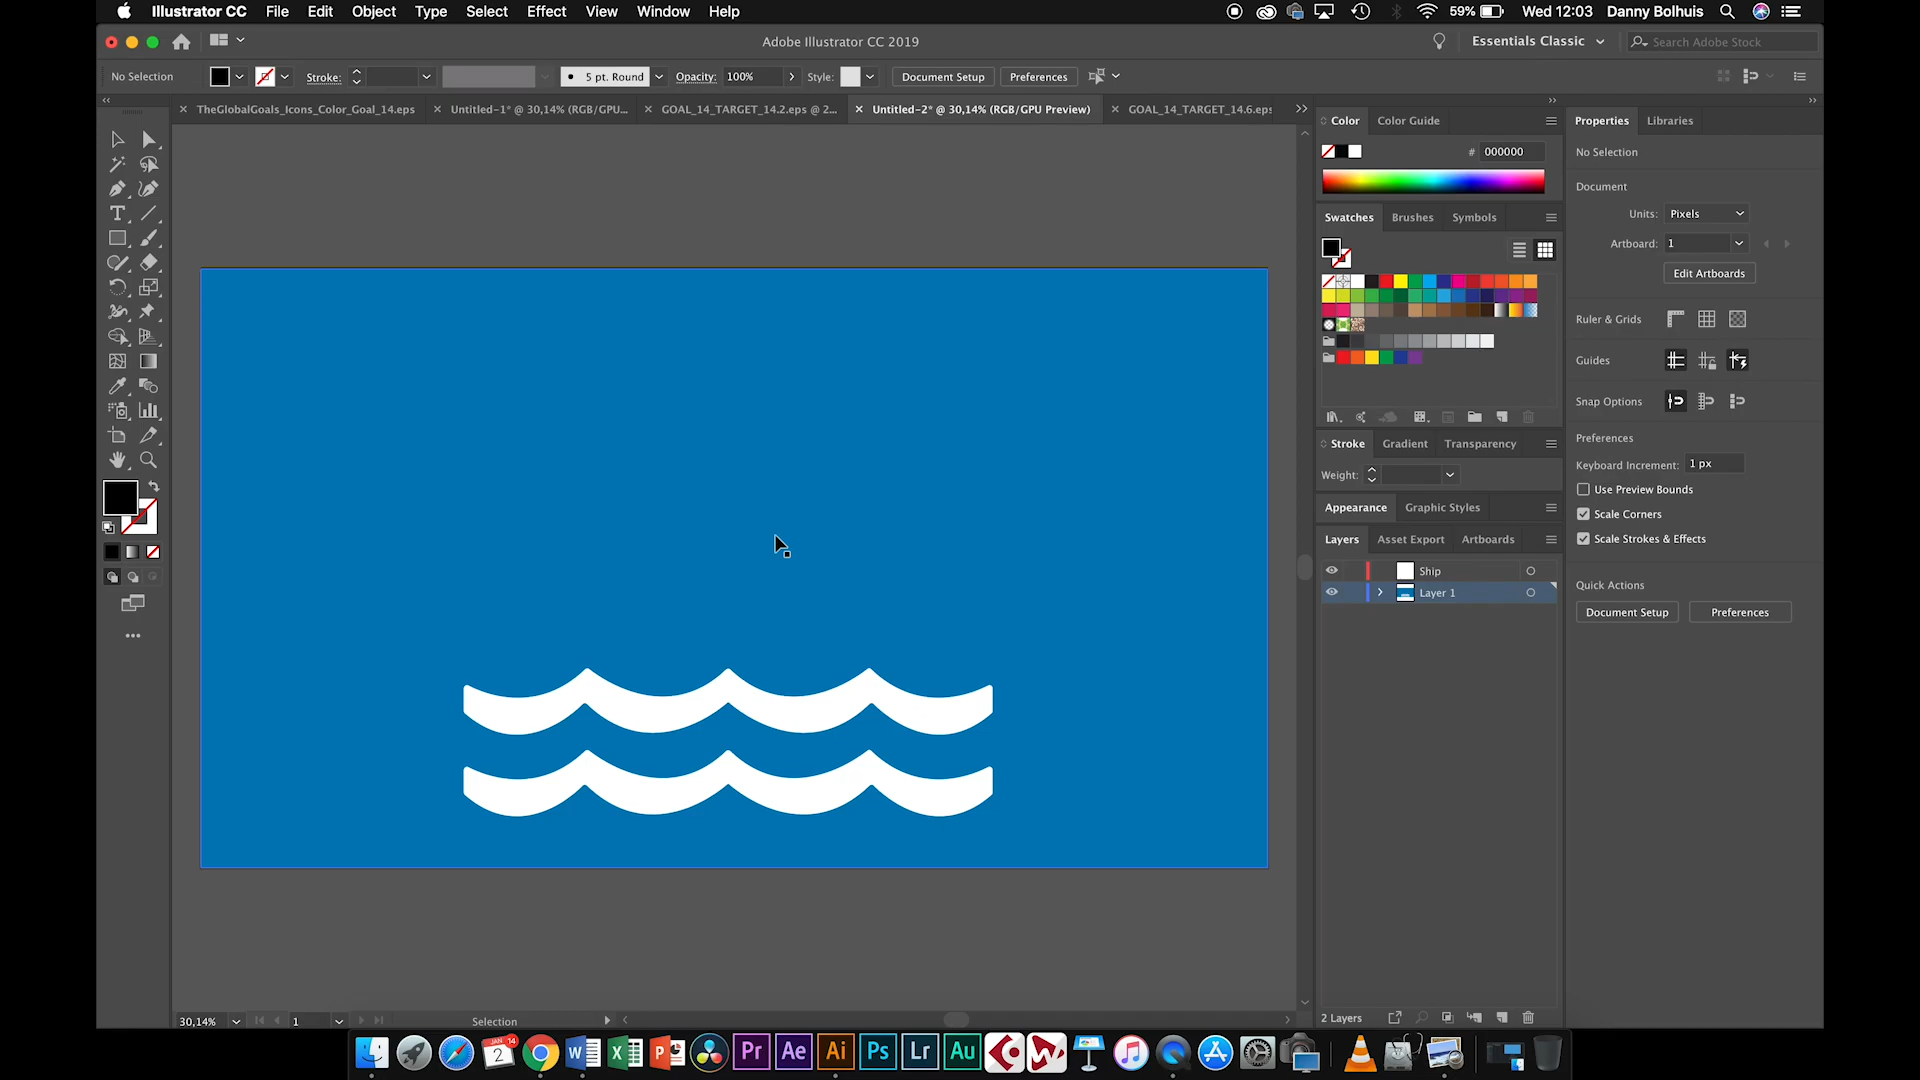 Illustrator CC File Edit Object Type Select Effect View Window Help 59% Wed 12:03 Danny Bolhuis
Adobe Illustrator CC 2019 Essentials Classic Search Adobe Stock
No Selection Stroke: 5 pt. Round Opacity: 100% Style: Document Setup Preferences
TheGlobalGoals_Icons_Color_Goal_14.eps Untitled-1* @ 30,14% (RGB/GPU... GOAL_14_TARGET_14.2.eps @ 2... Untitled-2* @ 30,14% (RGB/GPU Preview) GOAL_14_TARGET_14.6.eps
Color Color Guide
# 000000
Swatches Brushes Symbols
Stroke Gradient Transparency
Weight:
Appearance Graphic Styles
Layers Asset Export Artboards
Ship
Layer 1
2 Layers
Properties Libraries
No Selection
Document
Units: Pixels
Artboard: 1
Edit Artboards
Ruler & Grids
Guides
Snap Options
Preferences
Keyboard Increment: 1 px
Use Preview Bounds
Scale Corners
Scale Strokes & Effects
Quick Actions
Document Setup Preferences
30,14% 1 Selection
JAN 2 14 W X P Pr Ae Ai Ps Lr Au